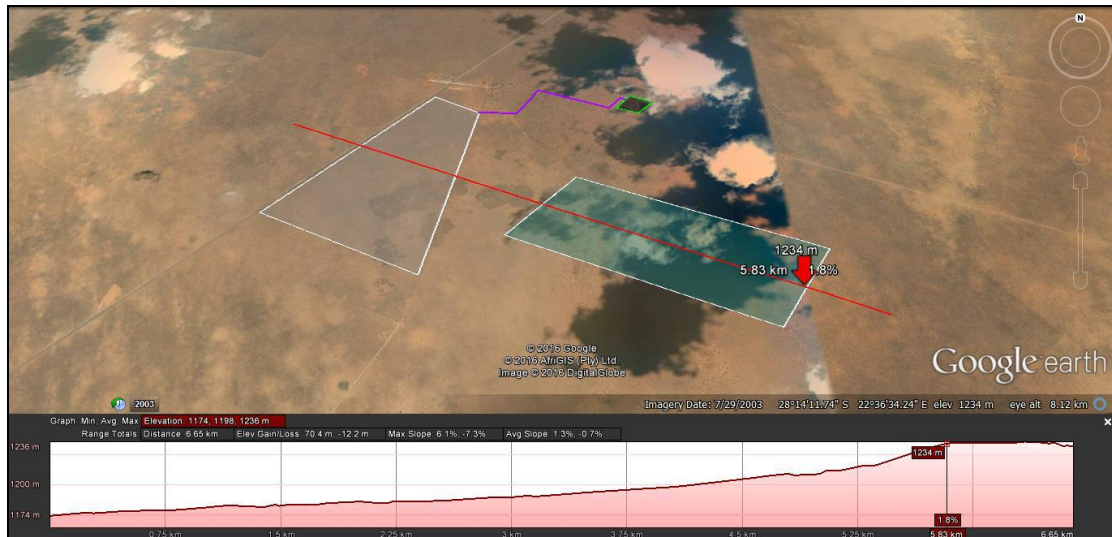 N
1234 m
5.83 km 1.8%
© 2016 Google
© 2016 AfriGIS (Pty) Ltd.
Image © 2016 DigitalGlobe
Google earth
2003
Imagery Date: 7/29/2003 28°14'11.74" S 22°36'34.24" E elev 1234 m eye alt 8.12 km
Graph: Min, Avg, Max Elevation: 1174, 1198, 1236 m
Range Totals: Distance: 6.65 km Elev Gain/Loss: 70.4 m, -12.2 m Max Slope: 6.1%, -7.3% Avg Slope: 1.3%, -0.7%
1236 m
1234 m
1200 m
1174 m
1.8%
0.75 km 1.5 km 2.25 km 3 km 3.75 km 4.5 km 5.25 km 5.83 km 6.65 km